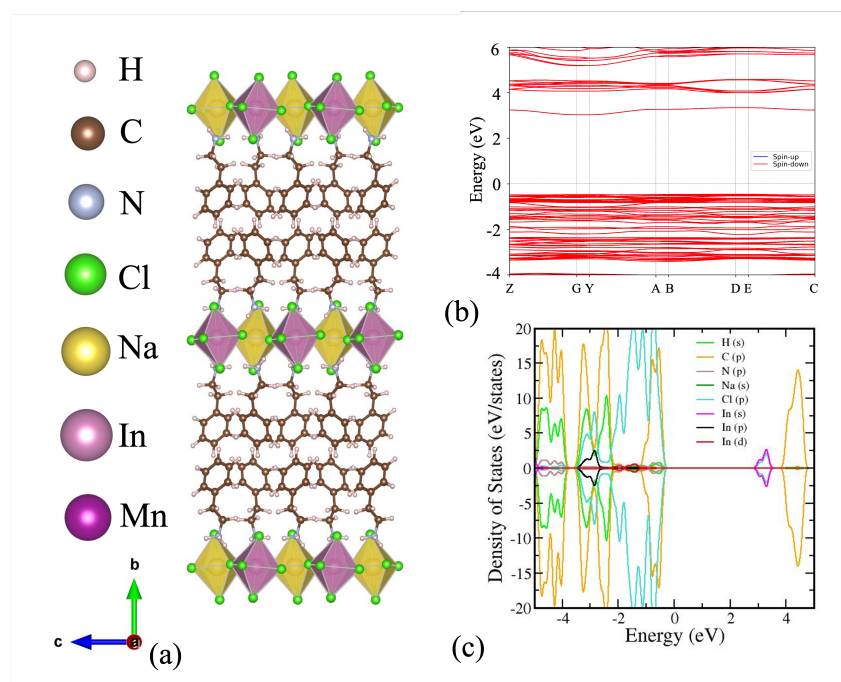 H
C
N
Cl
Na
In
Mn
b
c
a
(a)
Energy (eV)
6
4
2
0
-2
-4
Spin-up
Spin-down
Z
G Y
A B
D E
C
(b)
Density of States (eV/states)
20
15
10
5
0
5
10
15
-20
H (s)
C (p)
N (p)
Na (s)
Cl (p)
In (s)
In (p)
In (d)
-4 -2 0 2 4
Energy (eV)
(c)